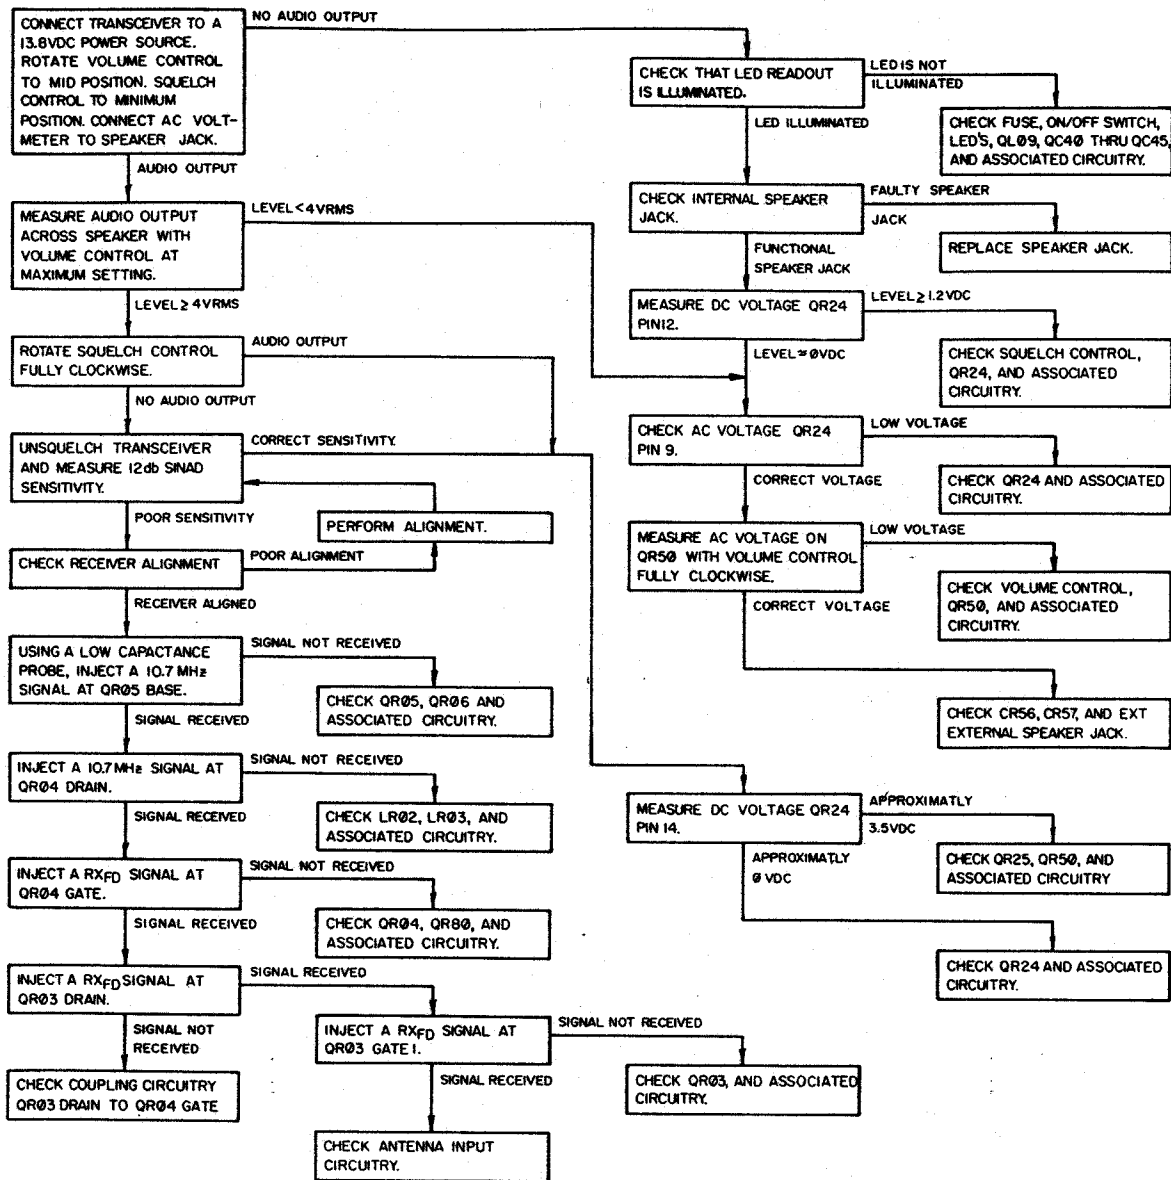 CONNECT TRANSCEIVER TO A
13.8VDC POWER SOURCE.
ROTATE VOLUME CONTROL
TO MID POSITION. SQUELCH
CONTROL TO MINIMUM
POSITION. CONNECT AC VOLT-
METER TO SPEAKER JACK.
NO AUDIO OUTPUT
AUDIO OUTPUT
MEASURE AUDIO OUTPUT
ACROSS SPEAKER WITH
VOLUME CONTROL AT
MAXIMUM SETTING.
LEVEL<4VRMS
LEVEL≥4VRMS
ROTATE SQUELCH CONTROL
FULLY CLOCKWISE.
AUDIO OUTPUT
NO AUDIO OUTPUT
UNSQUELCH TRANSCEIVER
AND MEASURE 12db SINAD
SENSITIVITY.
CORRECT SENSITIVITY
POOR SENSITIVITY
PERFORM ALIGNMENT.
CHECK RECEIVER ALIGNMENT
POOR ALIGNMENT
RECEIVER ALIGNED
USING A LOW CAPACTANCE
PROBE, INJECT A 10.7 MHz
SIGNAL AT QR05 BASE.
SIGNAL NOT RECEIVED
CHECK QR05, QR06 AND
ASSOCIATED CIRCUITRY.
SIGNAL RECEIVED
INJECT A 10.7 MHz SIGNAL AT
QR04 DRAIN.
SIGNAL NOT RECEIVED
CHECK LR02, LR03, AND
ASSOCIATED CIRCUITRY.
SIGNAL RECEIVED
INJECT A RXFD SIGNAL AT
QR04 GATE.
SIGNAL NOT RECEIVED
CHECK QR04, QR80, AND
ASSOCIATED CIRCUITRY.
SIGNAL RECEIVED
INJECT A RXFD SIGNAL AT
QR03 DRAIN.
SIGNAL RECEIVED
SIGNAL NOT
RECEIVED
CHECK COUPLING CIRCUITRY
QR03 DRAIN TO QR04 GATE
INJECT A RXFD SIGNAL AT
QR03 GATE 1.
SIGNAL NOT RECEIVED
SIGNAL RECEIVED
CHECK QR03, AND ASSOCIATED
CIRCUITRY.
CHECK ANTENNA INPUT
CIRCUITRY.
CHECK THAT LED READOUT
IS ILLUMINATED.
LED IS NOT
ILLUMINATED
CHECK FUSE, ON/OFF SWITCH,
LED'S, QL09, QC40 THRU QC45,
AND ASSOCIATED CIRCUITRY.
LED ILLUMINATED
CHECK INTERNAL SPEAKER
JACK.
FAULTY SPEAKER
JACK
REPLACE SPEAKER JACK.
FUNCTIONAL
SPEAKER JACK
MEASURE DC VOLTAGE QR24
PIN12.
LEVEL≥1.2VDC
CHECK SQUELCH CONTROL,
QR24, AND ASSOCIATED
CIRCUITRY.
LEVEL≈0VDC
CHECK AC VOLTAGE QR24
PIN 9.
LOW VOLTAGE
CHECK QR24 AND ASSOCIATED
CIRCUITRY.
CORRECT VOLTAGE
MEASURE AC VOLTAGE ON
QR50 WITH VOLUME CONTROL
FULLY CLOCKWISE.
LOW VOLTAGE
CHECK VOLUME CONTROL,
QR50, AND ASSOCIATED
CIRCUITRY.
CORRECT VOLTAGE
CHECK CR56, CR57, AND EXT
EXTERNAL SPEAKER JACK.
MEASURE DC VOLTAGE QR24
PIN 14.
APPROXIMATLY
3.5VDC
CHECK QR25, QR50, AND
ASSOCIATED CIRCUITRY
APPROXIMATLY
0 VDC
CHECK QR24 AND ASSOCIATED
CIRCUITRY.